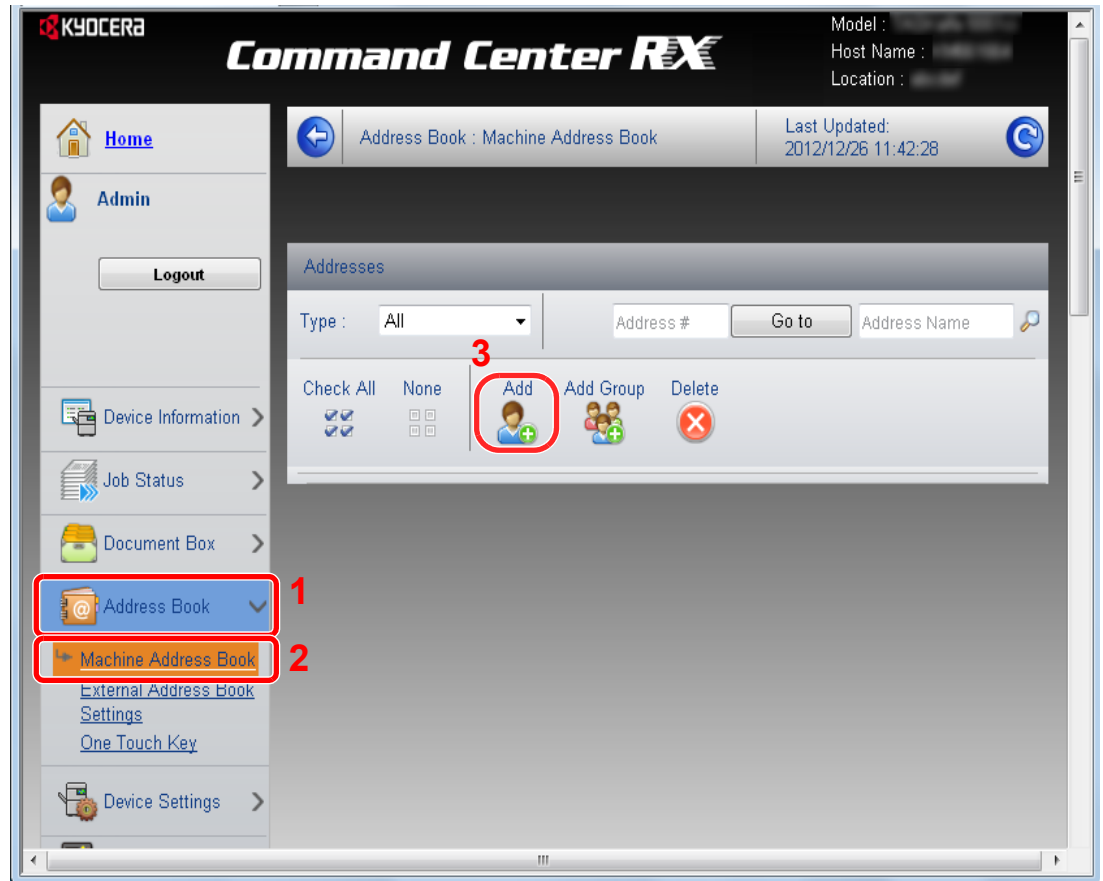 KYOCERA
Command Center RX
Model :
Host Name :
Location :
Home
Admin
Logout
Device Information
Job Status
Document Box
Address Book
1
Machine Address Book
2
External Address Book
Settings
One Touch Key
Device Settings
Address Book : Machine Address Book
Last Updated:
2012/12/26 11:42:28
Addresses
Type :
All
Address #
Go to
Address Name
3
Check All
None
Add
Add Group
Delete